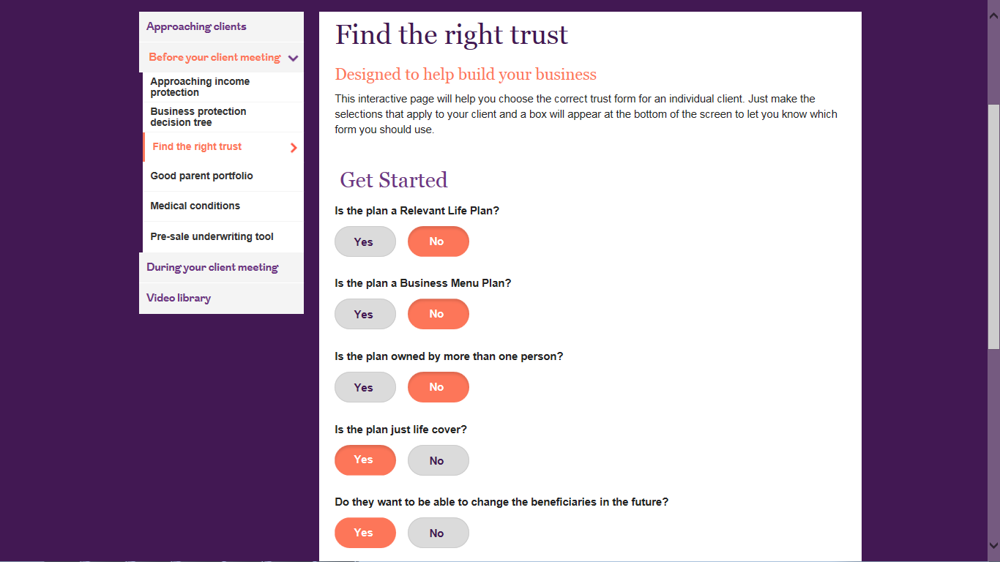 Approaching clients
Before your client meeting
Approaching income
protection
Business protection
decision tree
Find the right trust
Good parent portfolio
Medical conditions
Pre-sale underwriting tool
During your client meeting
Video library
Find the right trust
Designed to help build your business
This interactive page will help you choose the correct trust form for an individual client. Just make the
selections that apply to your client and a box will appear at the bottom of the screen to let you know which
form you should use.
Get Started
Is the plan a Relevant Life Plan?
Yes No
Is the plan a Business Menu Plan?
Yes No
Is the plan owned by more than one person?
Yes No
Is the plan just life cover?
Yes No
Do they want to be able to change the beneficiaries in the future?
Yes No